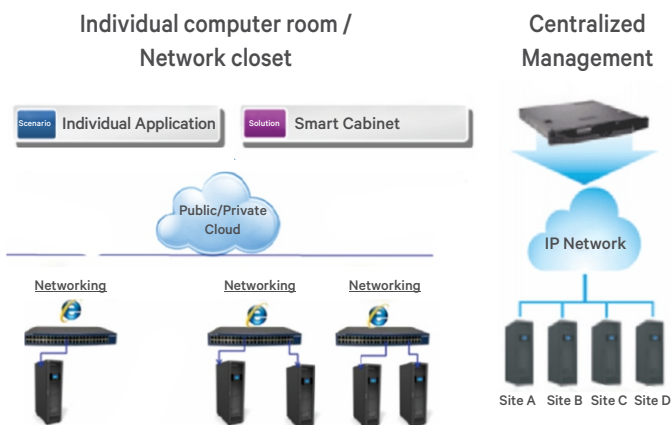 Individual computer room /
Network closet
Scenario Individual Application
Solution Smart Cabinet
Public/Private
Cloud
Networking Networking Networking
Centralized
Management
IP Network
Site A Site B Site C Site D